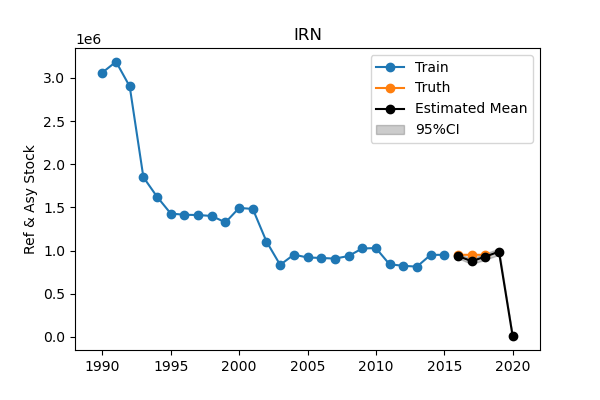 IRN
1e6
Ref & Asy Stock
3.0
2.5
2.0
1.5
1.0
0.5
0.0
Train
Truth
Estimated Mean
95%CI
1990 1995 2000 2005 2010 2015 2020